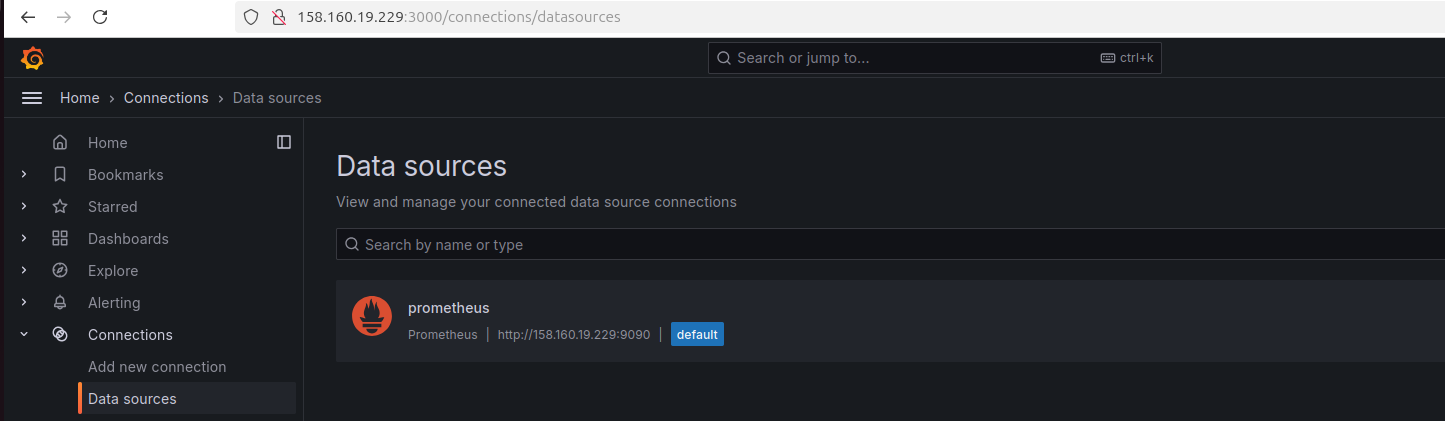 158.160.19.229:3000/connections/datasources
Search or jump to... ctrl+k
Home › Connections › Data sources
Home
Bookmarks
Starred
Dashboards
Explore
Alerting
Connections
Add new connection
Data sources
Data sources
View and manage your connected data source connections
Search by name or type
prometheus
Prometheus | http://158.160.19.229:9090 | default